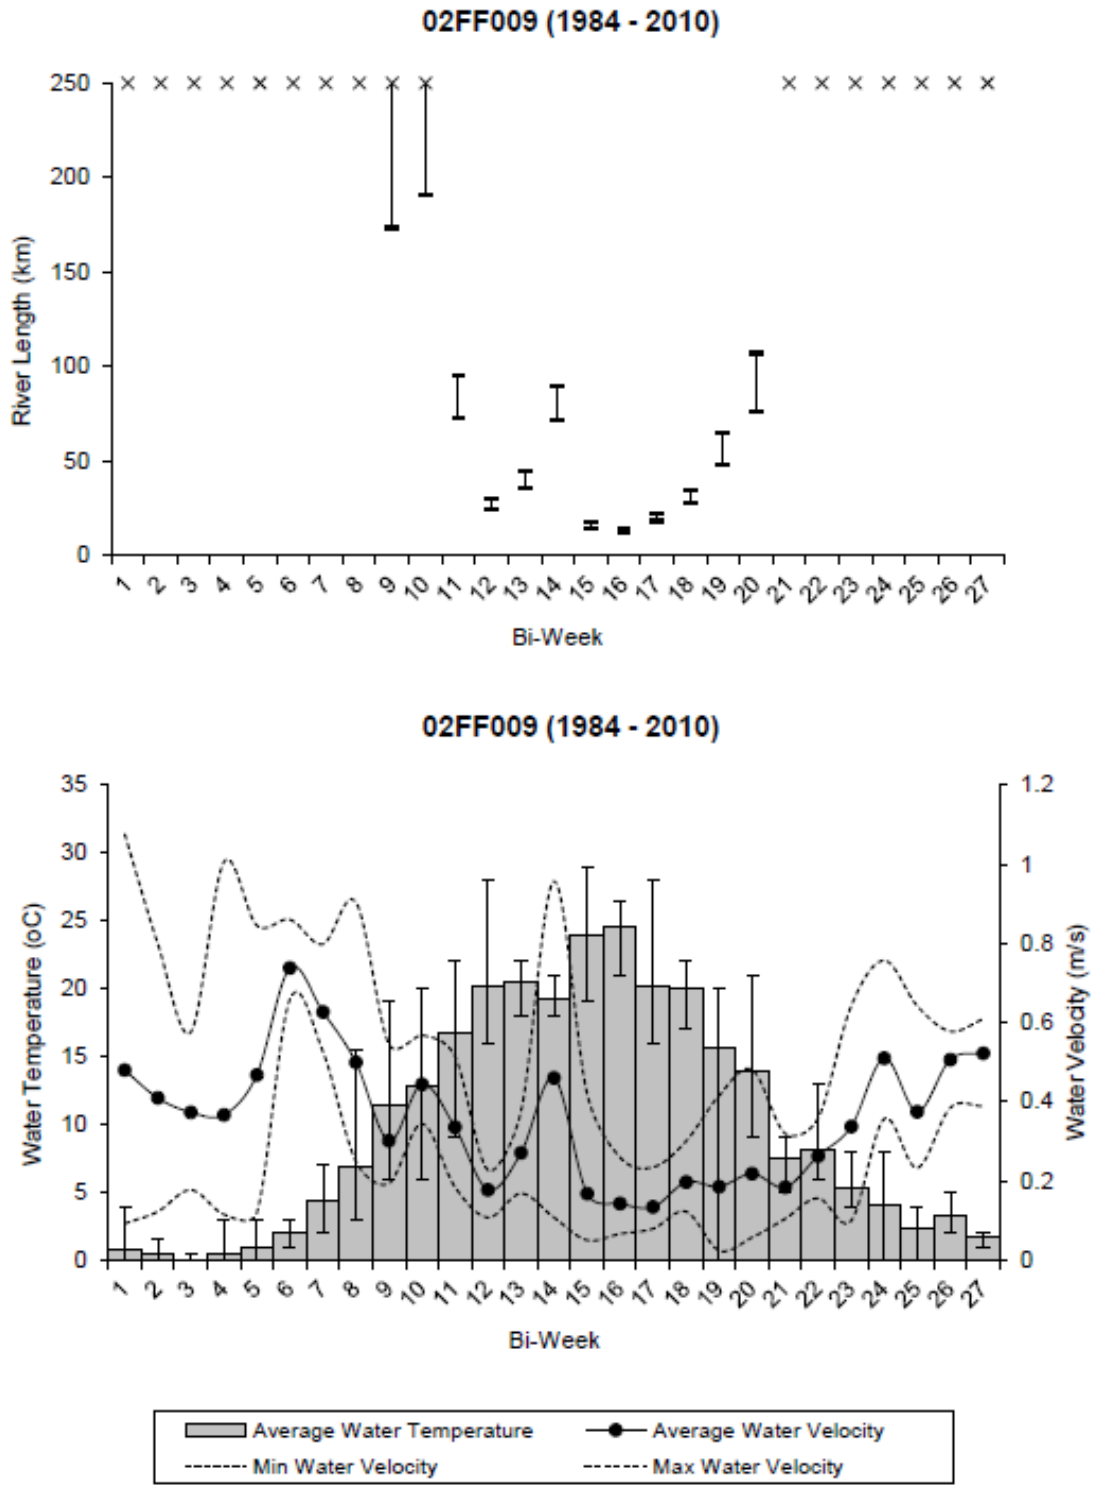 02FF009 (1984 - 2010)
250
200
150
100
50
0
River Length (km)
1 2 3 4 5 6 7 8 9 10 11 12 13 14 15 16 17 18 19 20 21 22 23 24 25 26 27
Bi-Week
02FF009 (1984 - 2010)
35
30
25
20
15
10
5
0
Water Temperature (oC)
1.2
1
0.8
0.6
0.4
0.2
0
Water Velocity (m/s)
1 2 3 4 5 6 7 8 9 10 11 12 13 14 15 16 17 18 19 20 21 22 23 24 25 26 27
Bi-Week
Average Water Temperature Average Water Velocity
Min Water Velocity Max Water Velocity